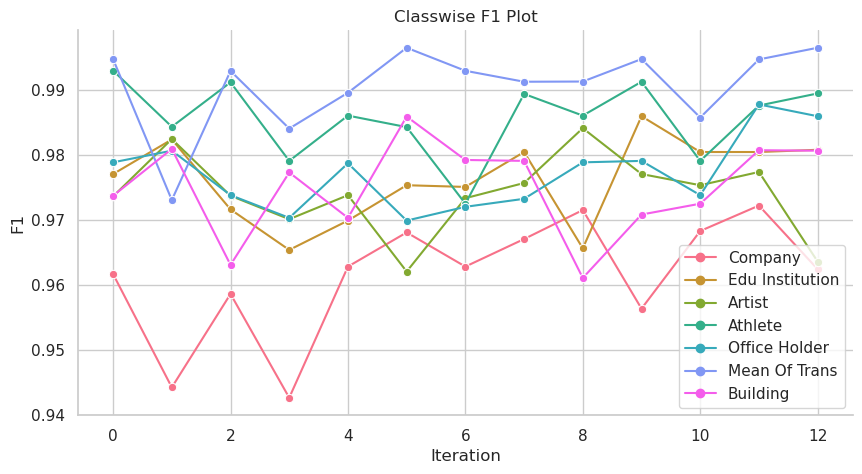 Classwise F1 Plot
F1
0.99
0.98
0.97
0.96
0.95
0.94
0
2
4
6
8
10
12
Iteration
Company
Edu Institution
Artist
Athlete
Office Holder
Mean Of Trans
Building